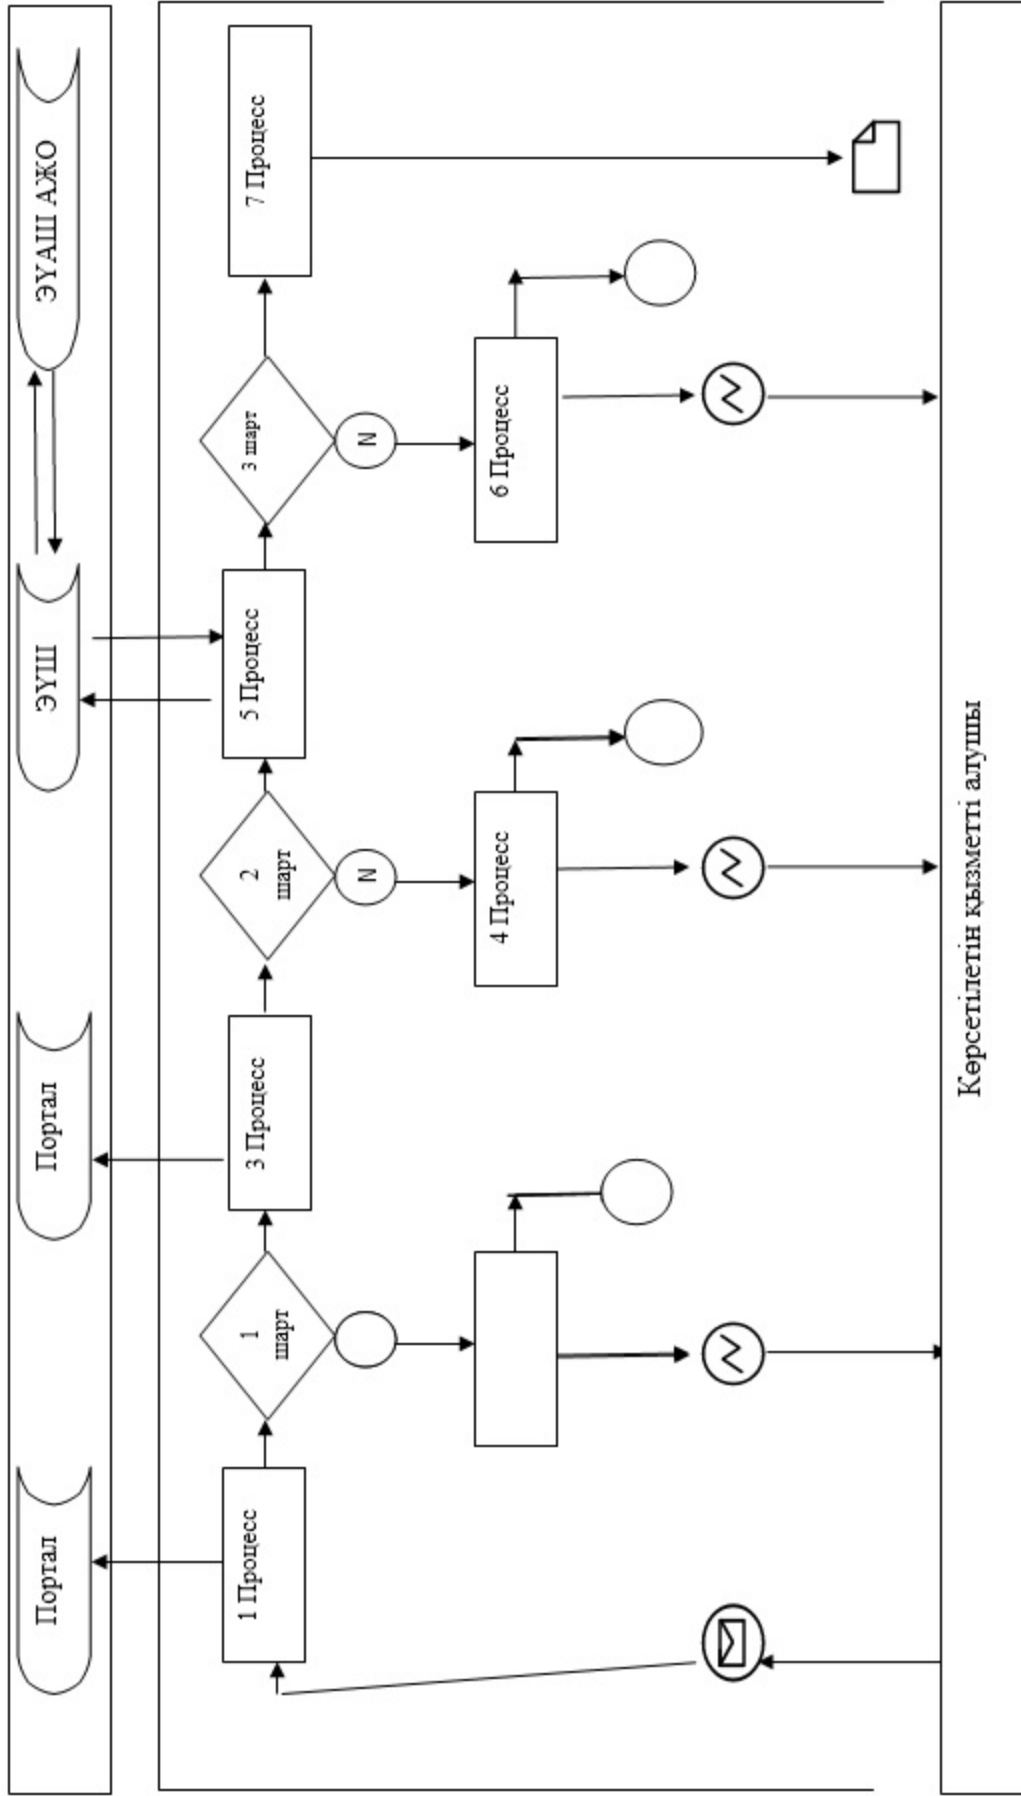 Портал
Портал
ЭҮШ
ЭҮАШ АЖО
1 Процесс
1
шарт
3 Процесс
2
шарт
5 Процесс
3 шарт
7 Процесс
N
N
4 Процесс
6 Процесс
Көрсетілетін қызметті алушы